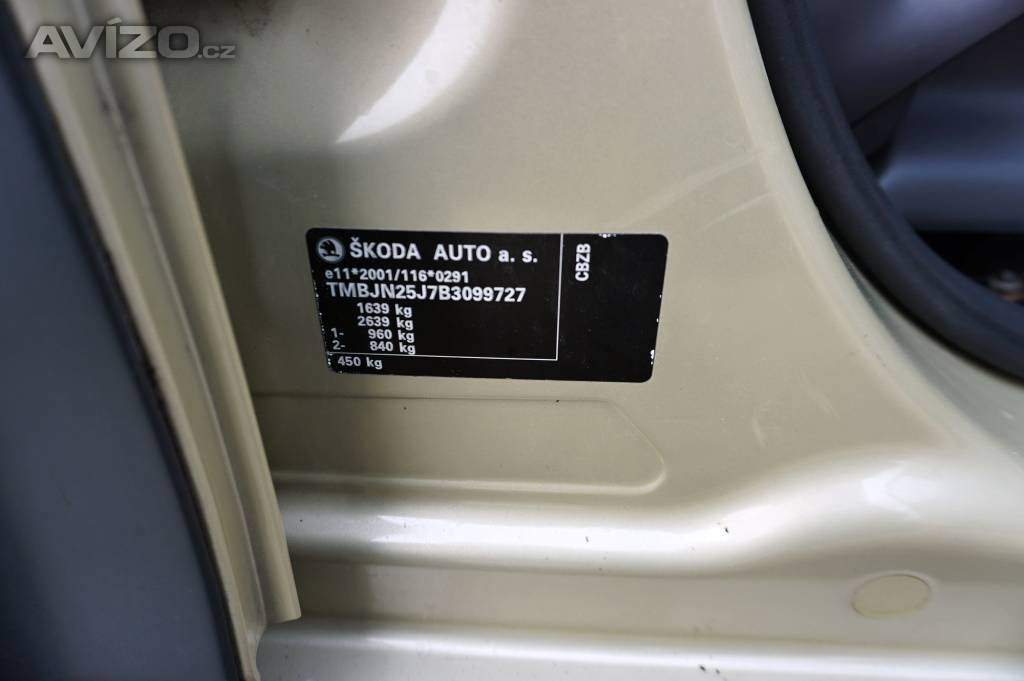 AVÍZO.cz
ŠKODA AUTO a. s.
e11*2001/116*0291
TMBJN25J7B3099727
1639 kg
2639 kg
1- 960 kg
2- 840 kg
450 kg
CBZB